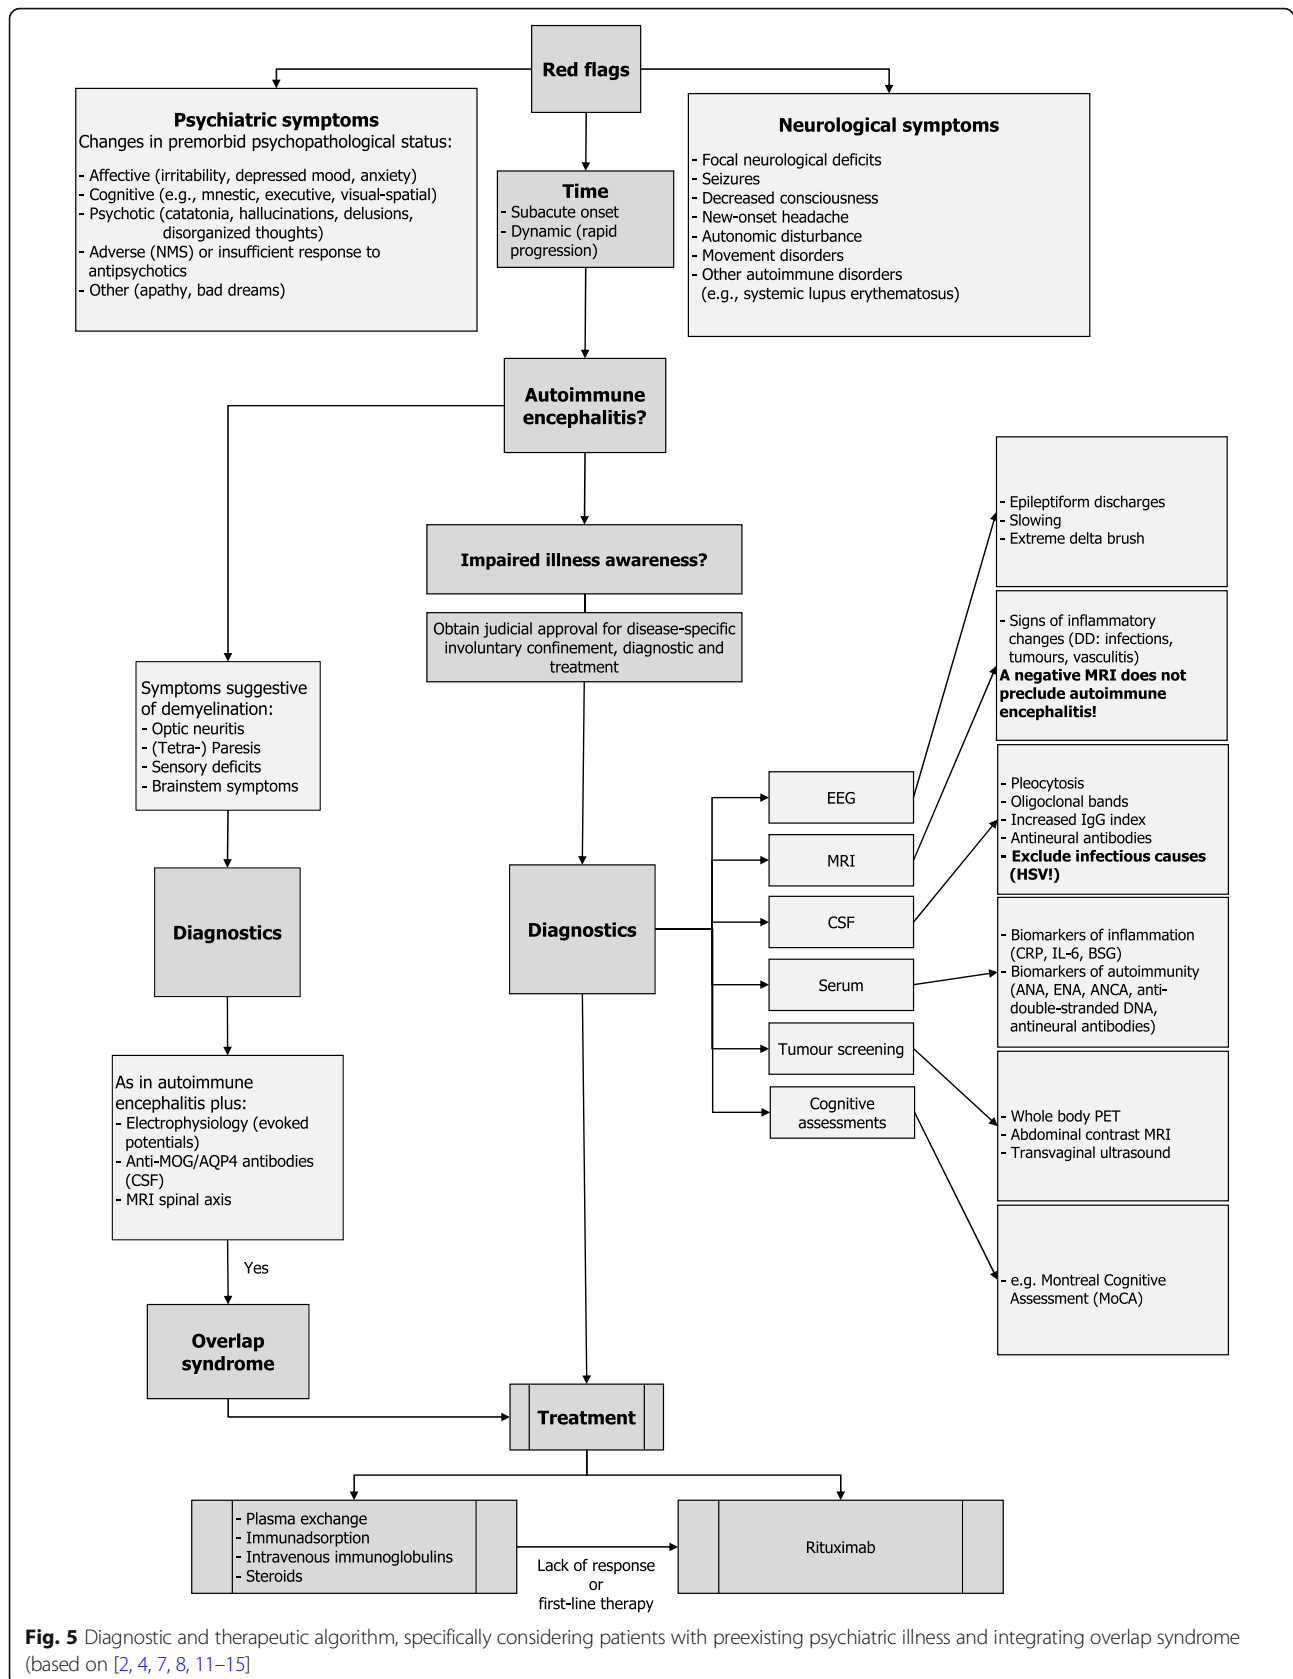 Red flags
Psychiatric symptoms
Changes in premorbid psychopathological status:
- Affective (irritability, depressed mood, anxiety)
- Cognitive (e.g., mnestic, executive, visual-spatial)
- Psychotic (catatonia, hallucinations, delusions,
disorganized thoughts)
- Adverse (NMS) or insufficient response to
antipsychotics
- Other (apathy, bad dreams)
Time
- Subacute onset
- Dynamic (rapid
progression)
Neurological symptoms
- Focal neurological deficits
- Seizures
- Decreased consciousness
- New-onset headache
- Autonomic disturbance
- Movement disorders
- Other autoimmune disorders
(e.g., systemic lupus erythematosus)
Autoimmune
encephalitis?
Impaired illness awareness?
Obtain judicial approval for disease-specific
involuntary confinement, diagnostic and
treatment
Symptoms suggestive
of demyelination:
- Optic neuritis
- (Tetra-) Paresis
- Sensory deficits
- Brainstem symptoms
Diagnostics
As in autoimmune
encephalitis plus:
- Electrophysiology (evoked
potentials)
- Anti-MOG/AQP4 antibodies
(CSF)
- MRI spinal axis
Yes
Overlap
syndrome
Diagnostics
EEG
MRI
CSF
Serum
Tumour screening
Cognitive
assessments
- Epileptiform discharges
- Slowing
- Extreme delta brush
- Signs of inflammatory
changes (DD: infections,
tumours, vasculitis)
A negative MRI does not
preclude autoimmune
encephalitis!
- Pleocytosis
- Oligoclonal bands
- Increased IgG index
- Antineural antibodies
- Exclude infectious causes
(HSV!)
- Biomarkers of inflammation
(CRP, IL-6, BSG)
- Biomarkers of autoimmunity
(ANA, ENA, ANCA, anti-
double-stranded DNA,
antineural antibodies)
- Whole body PET
- Abdominal contrast MRI
- Transvaginal ultrasound
- e.g. Montreal Cognitive
Assessment (MoCA)
Treatment
- Plasma exchange
- Immunadsorption
- Intravenous immunoglobulins
- Steroids
Lack of response
or
first-line therapy
Rituximab
Fig. 5 Diagnostic and therapeutic algorithm, specifically considering patients with preexisting psychiatric illness and integrating overlap syndrome
(based on [2, 4, 7, 8, 11–15]